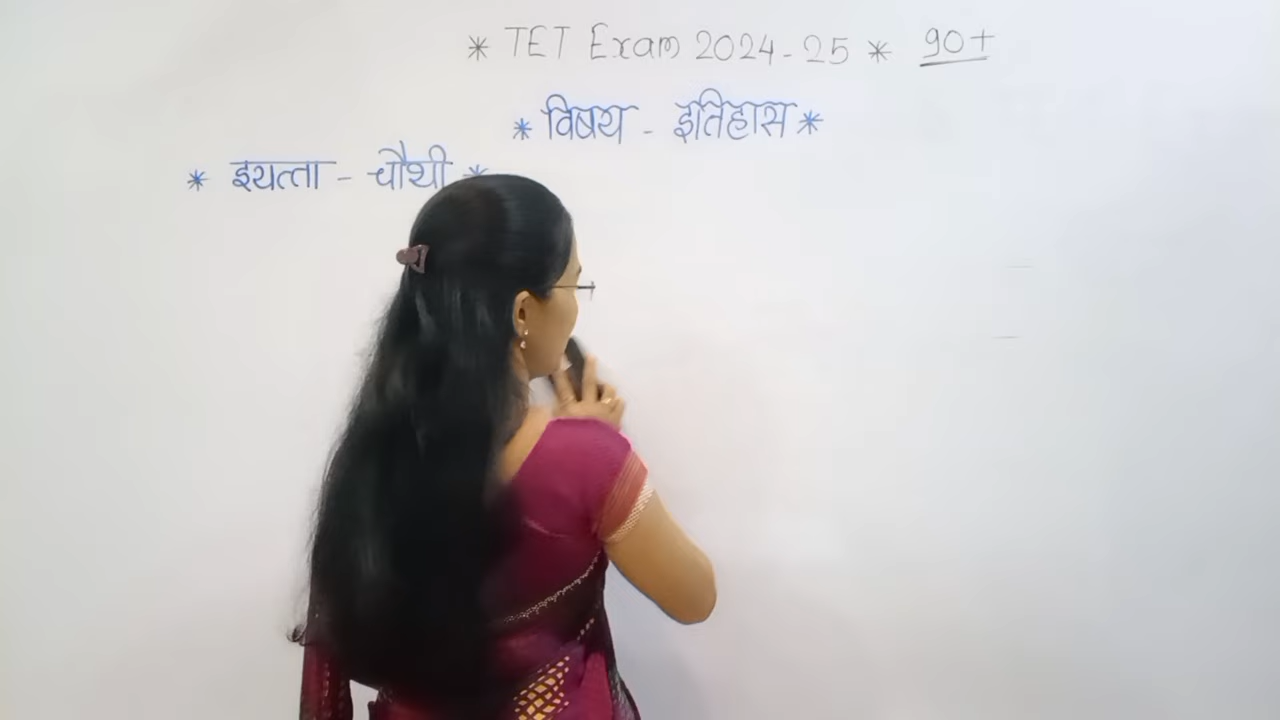 * TET Exam 2024-25 * 90+
* विषय - इतिहास *
* इयत्ता - चौथी *